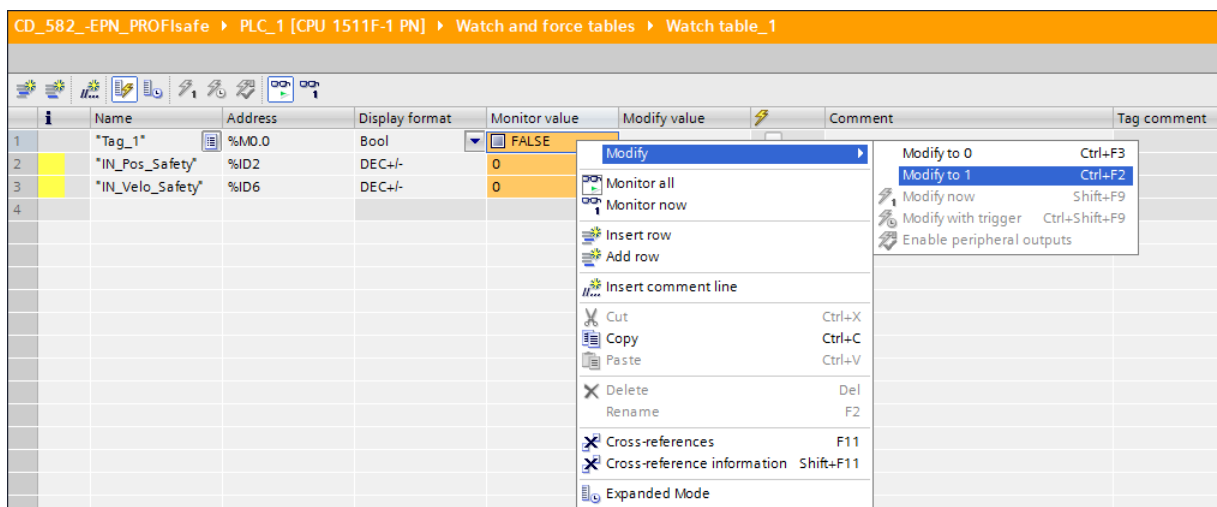 CD_582_-EPN_PROFIsafe ▸ PLC_1 [CPU 1511F-1 PN] ▸ Watch and force tables ▸ Watch table_1
i Name Address Display format Monitor value Modify value Comment Tag comment
1 "Tag_1" %M0.0 Bool FALSE
2 "IN_Pos_Safety" %ID2 DEC+/- 0
3 "IN_Velo_Safety" %ID6 DEC+/- 0
4
Modify
Monitor all
Monitor now
Insert row
Add row
Insert comment line
Cut Ctrl+X
Copy Ctrl+C
Paste Ctrl+V
Delete Del
Rename F2
Cross-references F11
Cross-reference information Shift+F11
Expanded Mode
Modify to 0 Ctrl+F3
Modify to 1 Ctrl+F2
Modify now Shift+F9
Modify with trigger Ctrl+Shift+F9
Enable peripheral outputs